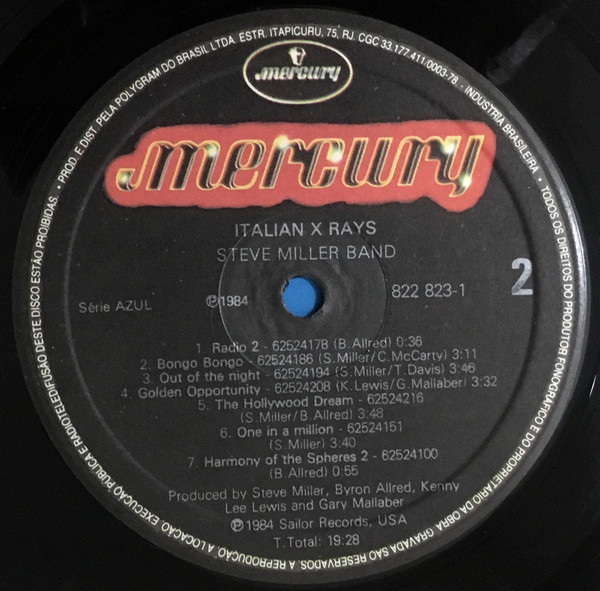 • PROD. E DIST. PELA POLYGRAM DO BRASIL LTDA. ESTR. ITAPICURU, 75, RJ. CGC 33.177.411.0003-78 - INDUSTRIA BRASILEIRA •
TODOS OS DIREITOS DO PRODUTOR FONOGRÁFICO E DO PROPRIETÁRIO DA OBRA GRAVADA SÃO RESERVADOS. A REPRODUÇÃO, A LOCAÇÃO, EXECUÇÃO PÚBLICA E RADIOTELEDIFUSÃO DESTE DISCO ESTÃO PROIBIDAS.
mercury
mercury
ITALIAN X RAYS
STEVE MILLER BAND
Série AZUL ℗1984 822 823-1 2
1. Radio 2 - 62524178 (B.Allred) 0:36
2. Bongo Bongo - 62524186 (S.Miller/C.McCarty) 3:11
3. Out of the night - 62524194 (S.Miller/T.Davis) 3:46
4. Golden Opportunity - 62524208 (K.Lewis/G.Mallaber) 3:32
5. The Hollywood Dream - 62524216
(S.Miller/B.Allred) 3:48
6. One in a million - 62524151
(S.Miller) 3:40
7. Harmony of the Spheres 2 - 62524100
(B.Allred) 0:55
Produced by Steve Miller, Byron Allred, Kenny
Lee Lewis and Gary Mallaber
℗1984 Sailor Records, USA
T.Total: 19.28